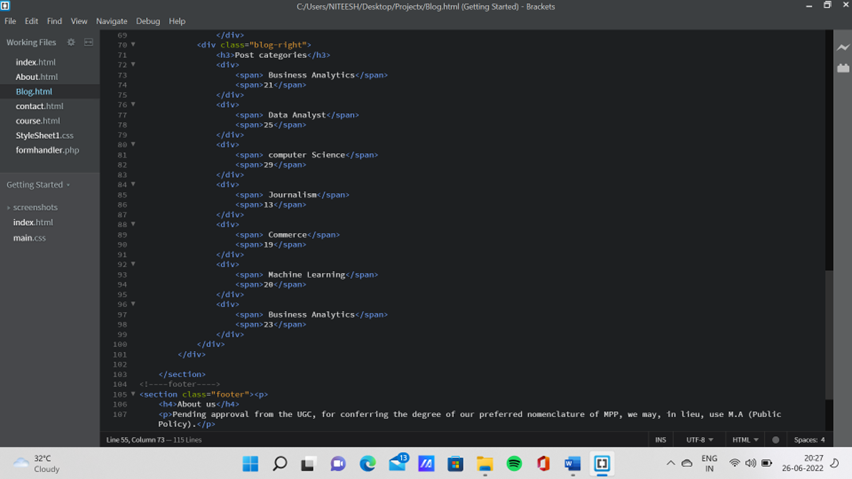 C:/Users/NITEESH/Desktop/Projects/Blog.html (Getting Started) - Brackets
File Edit Find View Navigate Debug Help
Working Files
index.html
About.html
Blog.html
contact.html
course.html
StyleSheet1.css
formhandler.php
Getting Started
screenshots
index.html
main.css
69 </div>
70 <div class="blog-right">
71 <h3>Post categories</h3>
72 <div>
73 <span> Business Analytics</span>
74 <span>21</span>
75 </div>
76 <div>
77 <span> Data Analyst</span>
78 <span>25</span>
79 </div>
80 <div>
81 <span> computer Science</span>
82 <span>29</span>
83 </div>
84 <div>
85 <span> Journalism</span>
86 <span>13</span>
87 </div>
88 <div>
89 <span> Commerce</span>
90 <span>19</span>
91 </div>
92 <div>
93 <span> Machine Learning</span>
94 <span>20</span>
95 </div>
96 <div>
97 <span> Business Analytics</span>
98 <span>23</span>
99 </div>
100 </div>
101 </div>
102
103 </section>
104 <!----footer---->
105 <section class="footer"><p>
106 <h4>About us</h4>
107 <p>Pending approval from the UGC, for conferring the degree of our preferred nomenclature of MPP, we may, in lieu, use M.A (Public
Policy).</p>
Line 55, Column 73 — 115 Lines
INS UTF-8 HTML Spaces: 4
32°C
Cloudy
13
ENG
IN
20:27
26-06-2022